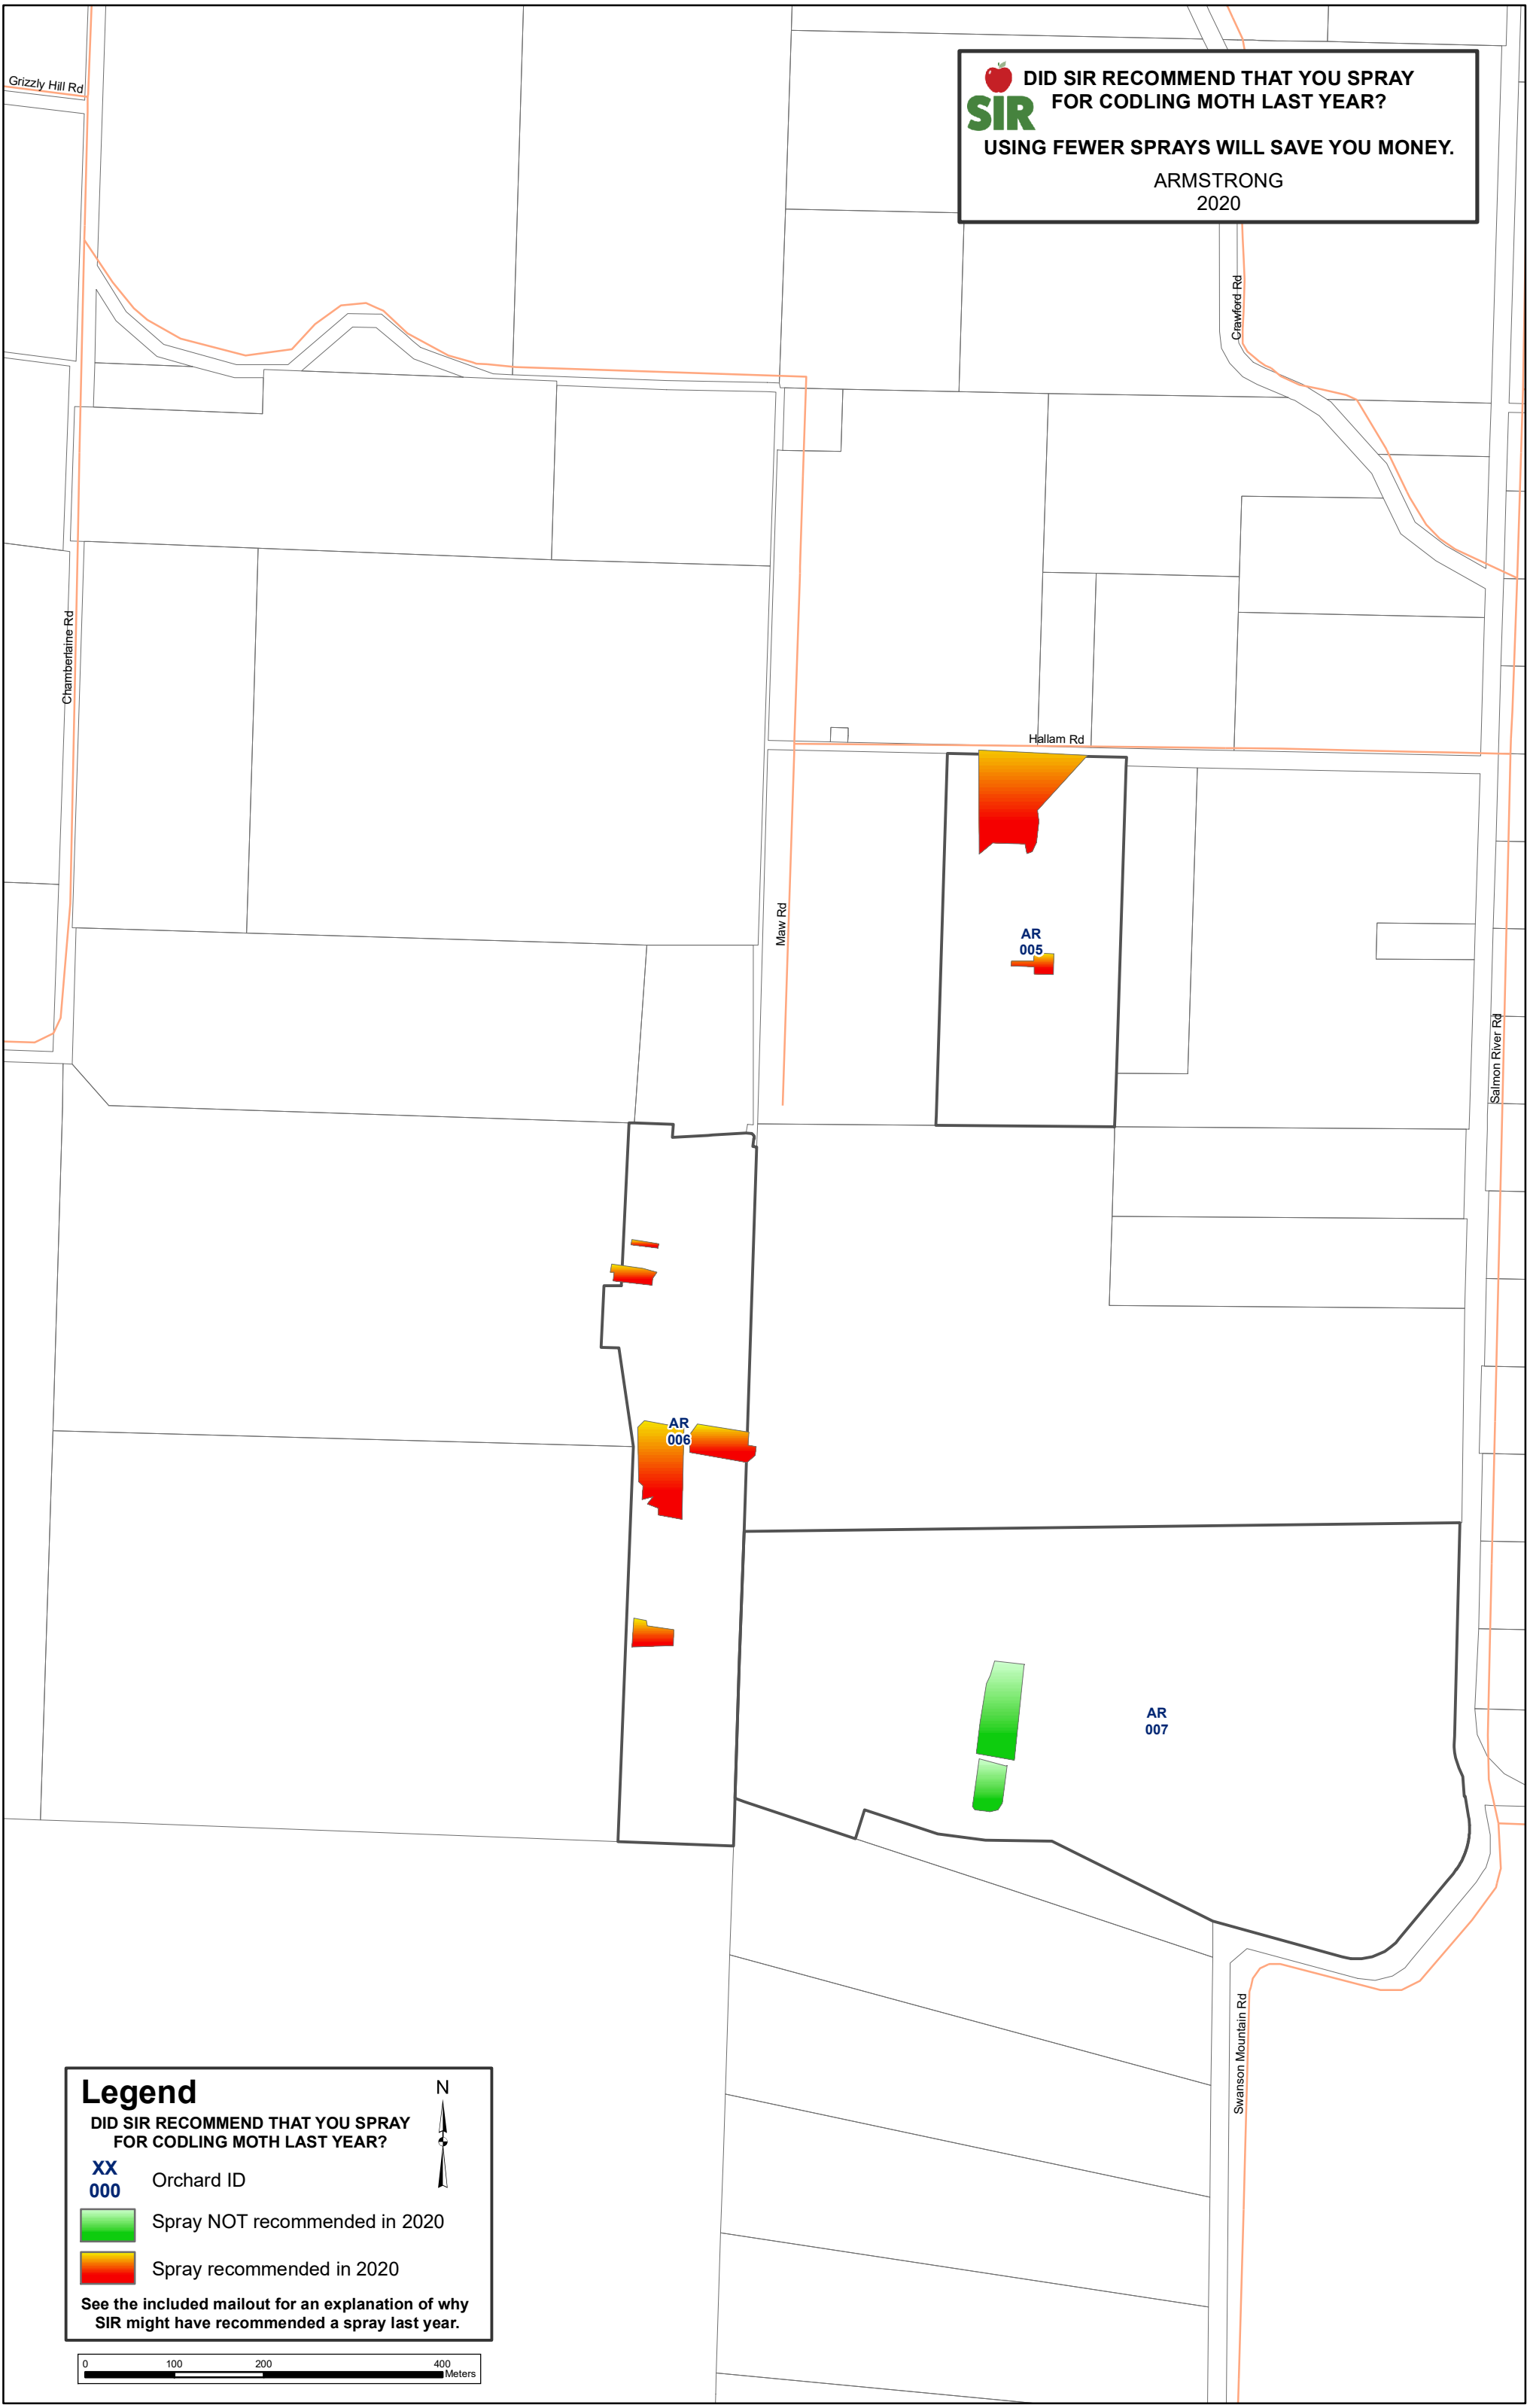 Grizzly Hill Rd
SIR
DID SIR RECOMMEND THAT YOU SPRAY
FOR CODLING MOTH LAST YEAR?
USING FEWER SPRAYS WILL SAVE YOU MONEY.
ARMSTRONG
2020
Crawford Rd
Chamberlaine Rd
Hallam Rd
Maw Rd
AR
005
Salmon River Rd
AR
006
AR
007
Swanson Mountain Rd
Legend
N
DID SIR RECOMMEND THAT YOU SPRAY
FOR CODLING MOTH LAST YEAR?
XX
000
Orchard ID
Spray NOT recommended in 2020
Spray recommended in 2020
See the included mailout for an explanation of why
SIR might have recommended a spray last year.
0 100 200 400
Meters